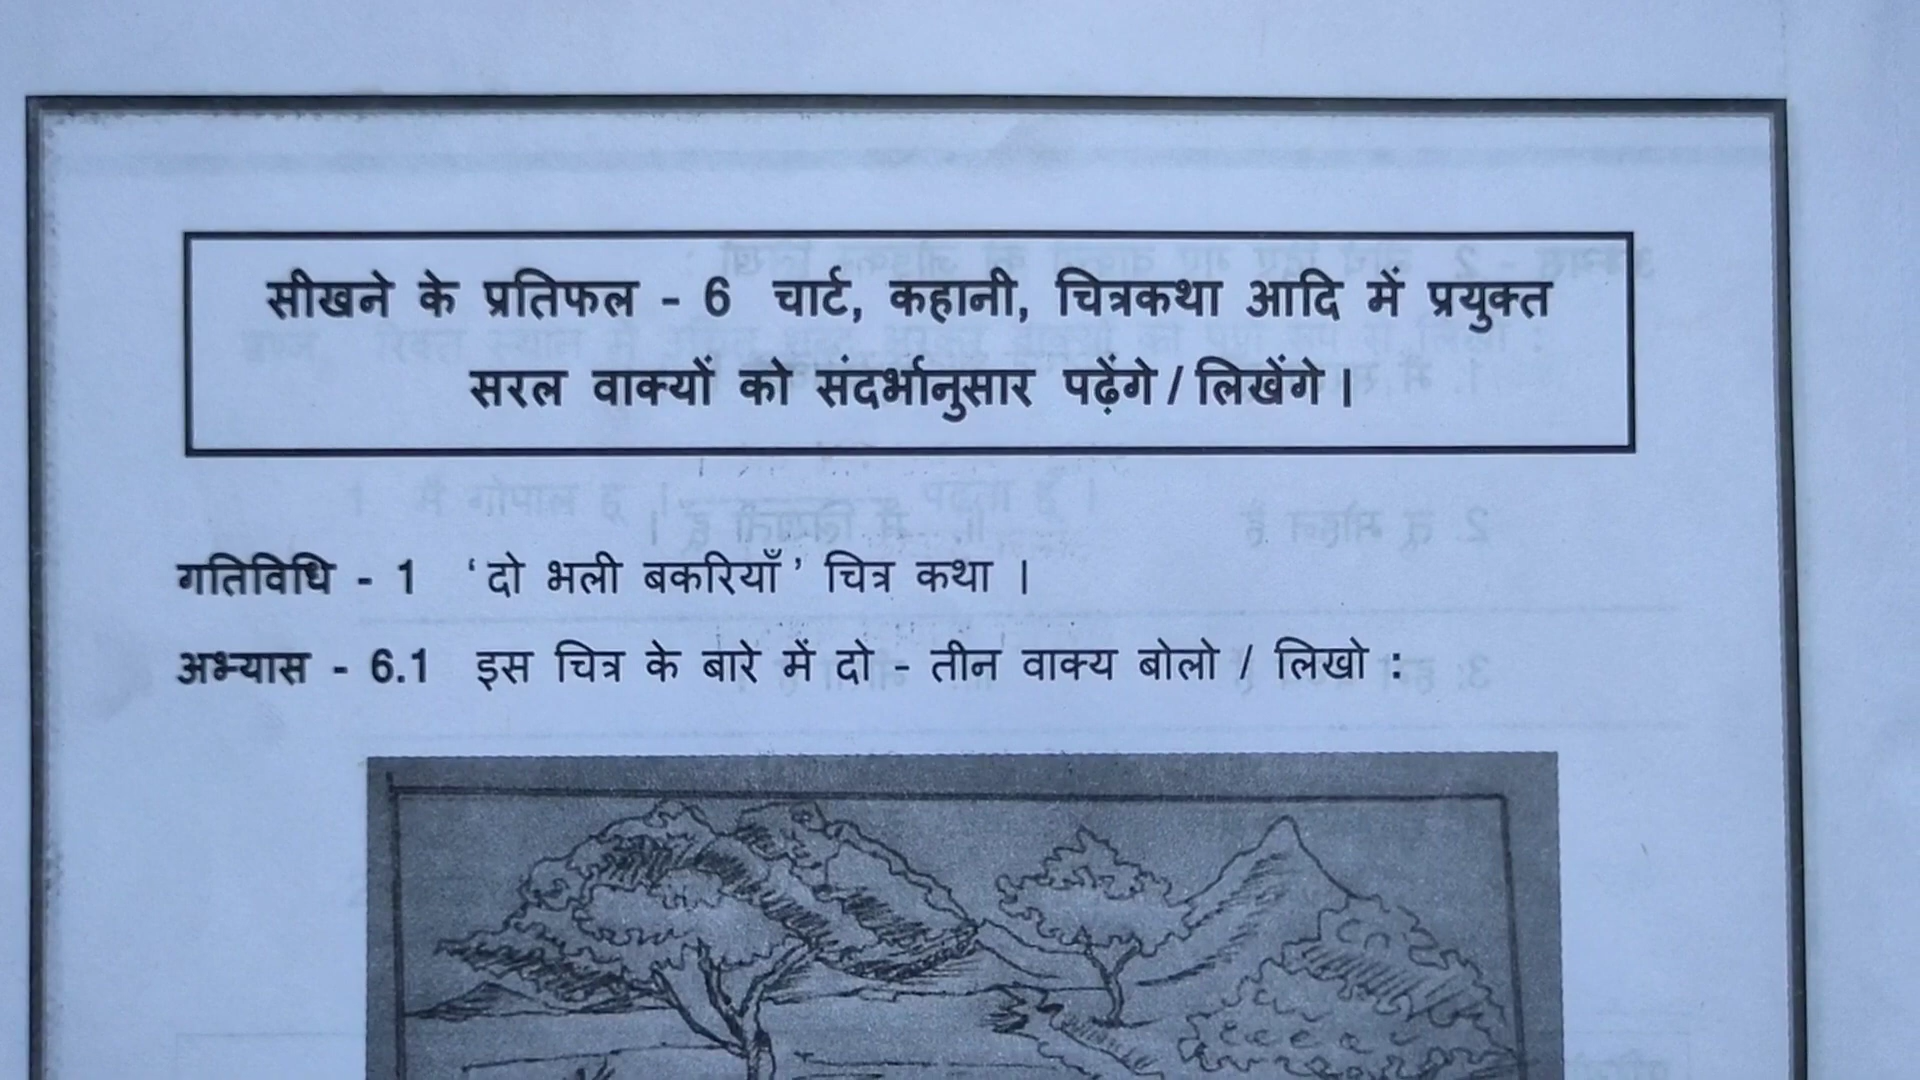 सीखने के प्रतिफल - 6 चार्ट, कहानी, चित्रकथा आदि में प्रयुक्त
सरल वाक्यों को संदर्भानुसार पढ़ेंगे / लिखेंगे।
गतिविधि - 1 ‘दो भली बकरियाँ’ चित्र कथा ।
अभ्यास - 6.1 इस चित्र के बारे में दो - तीन वाक्य बोलो / लिखो :